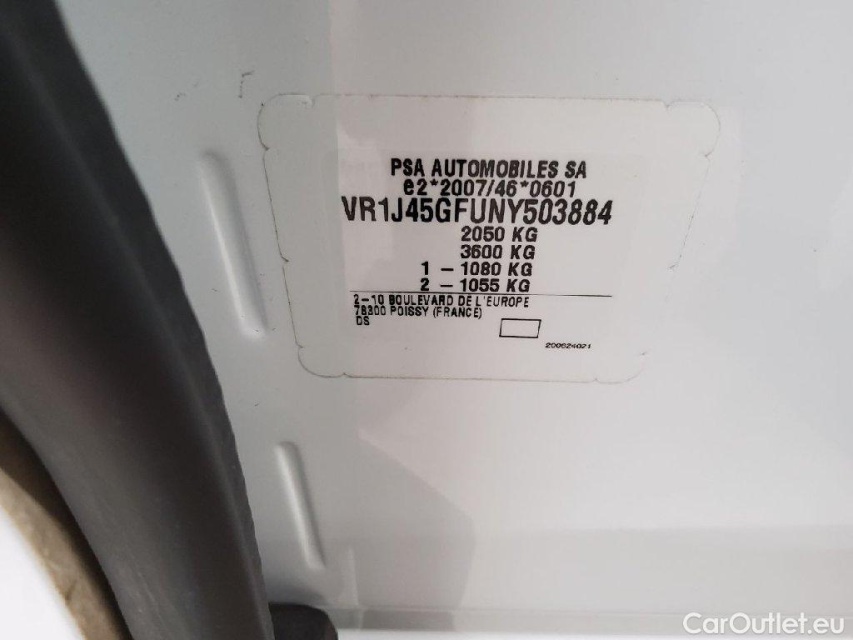 PSA AUTOMOBILES SA
e2*2007/46*0601
VR1J45GFUNY503884
2050 KG
3600 KG
1 - 1080 KG
2 - 1055 KG
2-10 BOULEVARD DE L'EUROPE
78300 POISSY (FRANCE)
DS
200624021
CarOutlet.eu